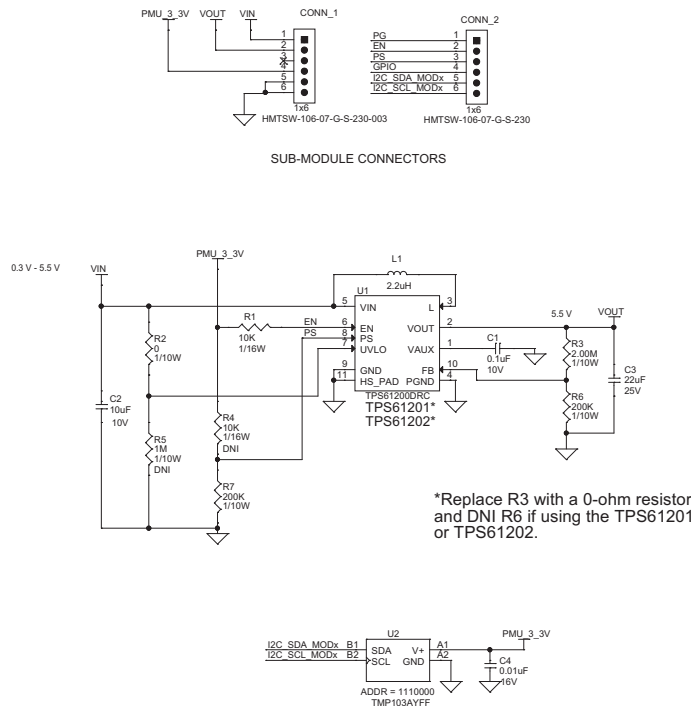 PMU_3_3V VOUT VIN CONN_1
1
2
3
4
5
6
1x6
HMTSW-106-07-G-S-230-003
CONN_2
PG 1
EN 2
PS 3
GPIO 4
I2C_SDA_MODx 5
I2C_SCL_MODx 6
1x6
HMTSW-106-07-G-S-230
SUB-MODULE CONNECTORS
0.3 V - 5.5 V
VIN
PMU_3_3V
L1
2.2uH
U1
5 VIN
6 EN
8 PS
7 UVLO
9 GND
11 HS_PAD
L 3
VOUT 2
VAUX 1
FB 10
PGND 4
TPS61200DRC
TPS61201*
TPS61202*
EN
PS
R1
10K
1/16W
R2
0
1/10W
C2
10uF
10V
R5
1M
1/10W
DNI
R4
10K
1/16W
DNI
R7
200K
1/10W
C1
0.1uF
10V
5.5 V
VOUT
R3
2.00M
1/10W
R6
200K
1/10W
C3
22uF
25V
*Replace R3 with a 0-ohm resistor
and DNI R6 if using the TPS61201
or TPS61202.
U2
I2C_SDA_MODx B1 SDA V+ A1
I2C_SCL_MODx B2 SCL GND A2
ADDR = 1110000
TMP103AYFF
PMU_3_3V
C4
0.01uF
16V